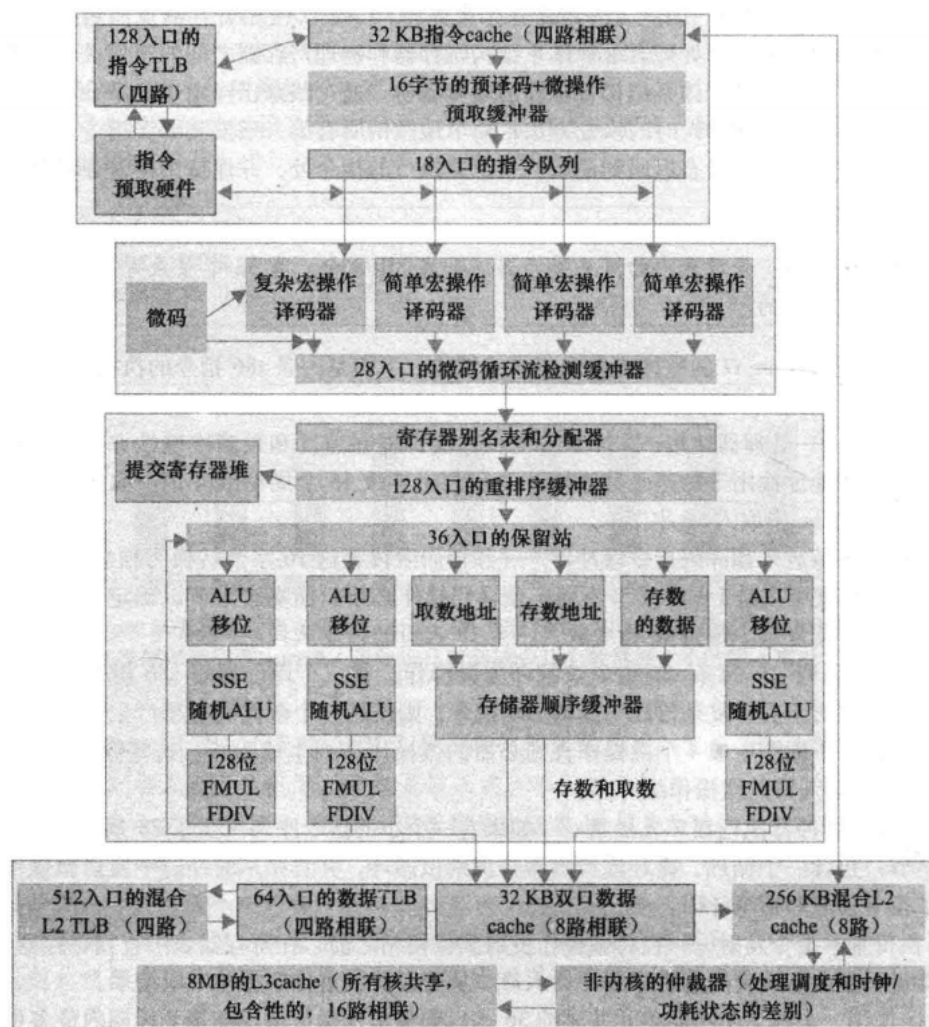 128入口的
指令TLB
（四路）
32 KB指令cache（四路相联）
16字节的预译码+微操作
预取缓冲器
指令
预取硬件
18入口的指令队列
微码
复杂宏操作
译码器
简单宏操作
译码器
简单宏操作
译码器
简单宏操作
译码器
28入口的微码循环流检测缓冲器
寄存器别名表和分配器
提交寄存器堆
128入口的重排序缓冲器
36入口的保留站
ALU
移位
ALU
移位
取数地址
存数地址
存数
的数据
ALU
移位
SSE
随机ALU
SSE
随机ALU
存储器顺序缓冲器
SSE
随机ALU
128位
FMUL
FDIV
128位
FMUL
FDIV
存数和取数
128位
FMUL
FDIV
512入口的混合
L2 TLB（四路）
64入口的数据TLB
（四路相联）
32 KB双口数据
cache（8路相联）
256 KB混合L2
cache（8路）
8MB的L3cache（所有核共享，
包含性的，16路相联）
非内核的仲裁器（处理调度和时钟/
功耗状态的差别）